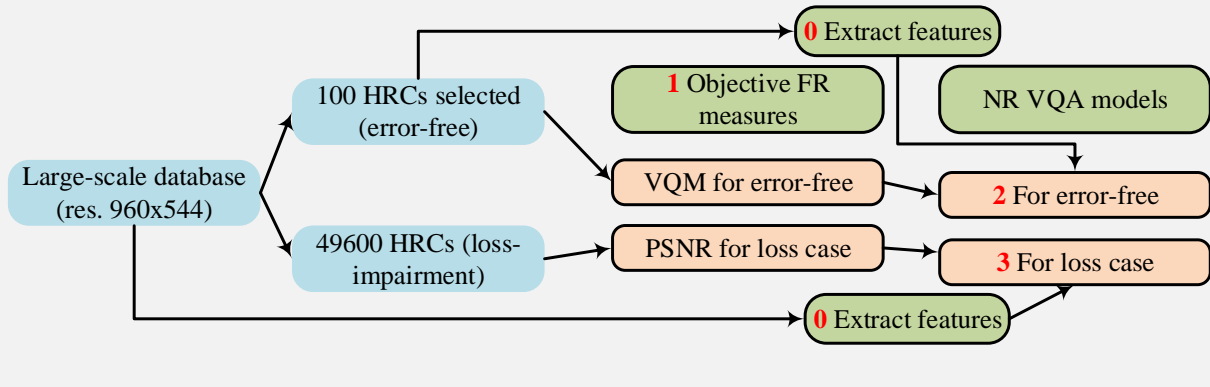 0 Extract features
100 HRCs selected
(error-free)
1 Objective FR
measures
NR VQA models
Large-scale database
(res. 960x544)
VQM for error-free
2 For error-free
49600 HRCs (loss-
impairment)
PSNR for loss case
3 For loss case
0 Extract features